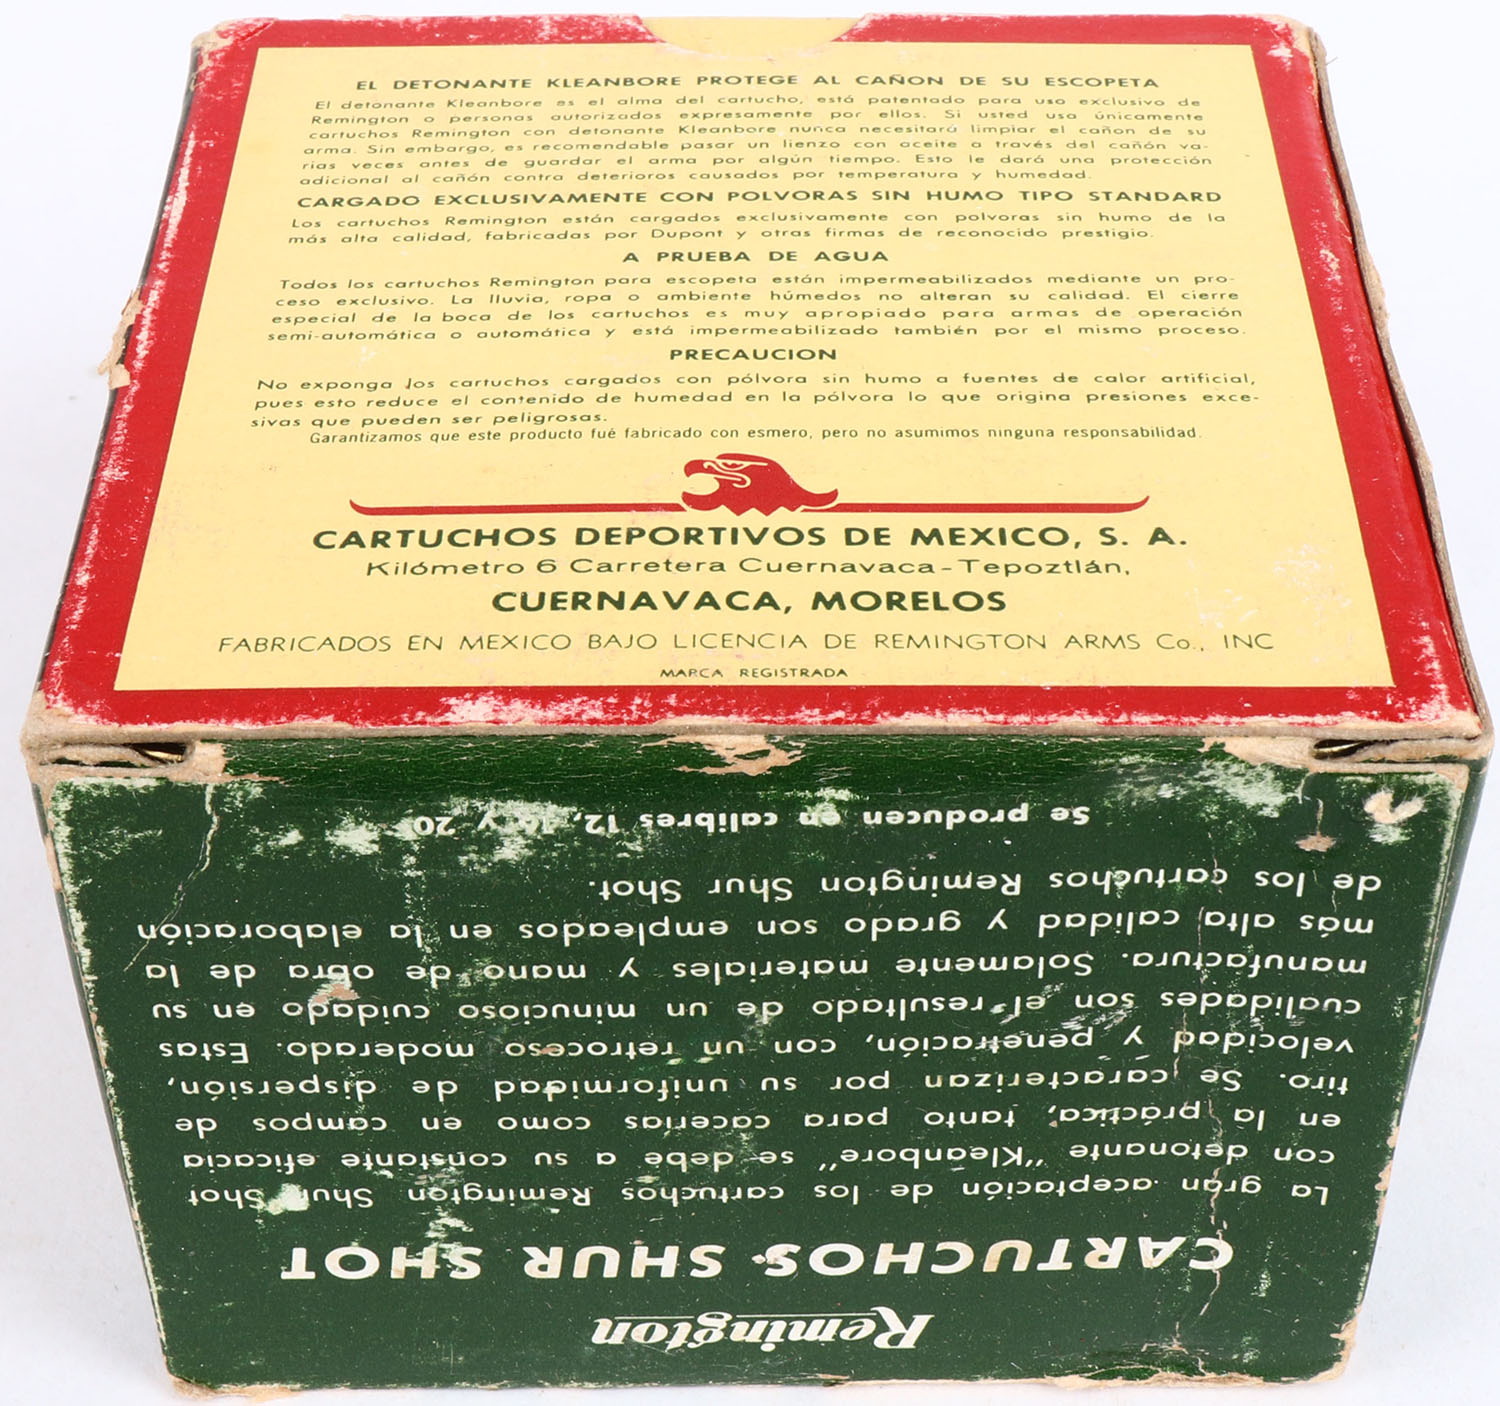 EL DETONANTE KLEANBORE PROTEGE AL CAÑON DE SU ESCOPETA
El detonante Kleanbore es el alma del cartucho, está patentado para uso exclusivo de
Remington o personas autorizados expresamente por ellos. Si usted usa únicamente
cartuchos Remington con detonante Kleanbore nunca necesitará limpiar el cañon de su
arma. Sin embargo, es recomendable pasar un lienzo con aceite a través del cañón va-
rias veces antes de guardar el arma por algún tiempo. Esto le dará una protección
adicional al cañón contra deterioros causados por temperatura y humedad.
CARGADO EXCLUSIVAMENTE CON POLVORAS SIN HUMO TIPO STANDARD
Los cartuchos Remington están cargados exclusivamente con polvoras sin humo de la
más alta calidad, fabricadas por Dupont y otras firmas de reconocido prestigio.
A PRUEBA DE AGUA
Todos los cartuchos Remington para escopeta están impermeabilizados mediante un pro-
ceso exclusivo. La lluvia, ropa o ambiente húmedos no alteran su calidad. El cierre
especial de la boca de los cartuchos es muy apropiado para armas de operación
semi-automática o automática y está impermeabilizado también por el mismo proceso.
PRECAUCION
No exponga los cartuchos cargados con pólvora sin humo a fuentes de calor artificial,
pues esto reduce el contenido de humedad en la pólvora lo que origina presiones exce-
sivas que pueden ser peligrosas.
Garantizamos que este producto fué fabricado con esmero, pero no asumimos ninguna responsabilidad.
CARTUCHOS DEPORTIVOS DE MEXICO, S. A.
Kilómetro 6 Carretera Cuernavaca-Tepoztlán,
CUERNAVACA, MORELOS
FABRICADOS EN MEXICO BAJO LICENCIA DE REMINGTON ARMS Co., INC
MARCA REGISTRADA
Remington
CARTUCHOS SHUR SHOT
La gran aceptación de los cartuchos Remington Shur Shot
con detonante "Kleanbore" se debe a su constante eficacia
en la práctica, tanto para cacerias como en campos de
tiro. Se caracterizan por su uniformidad de dispersión,
velocidad y penetración, con un retroceso moderado. Estas
cualidades son el resultado de un minucioso cuidado en su
manufactura. Solamente materiales y mano de obra de la
más alta calidad y grado son empleados en la elaboración
de los cartuchos Remington Shur Shot.
Se producen en calibres 12, 16 y 20